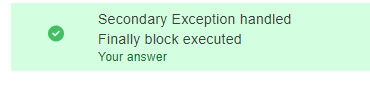 Secondary Exception handled
Finally block executed
Your answer